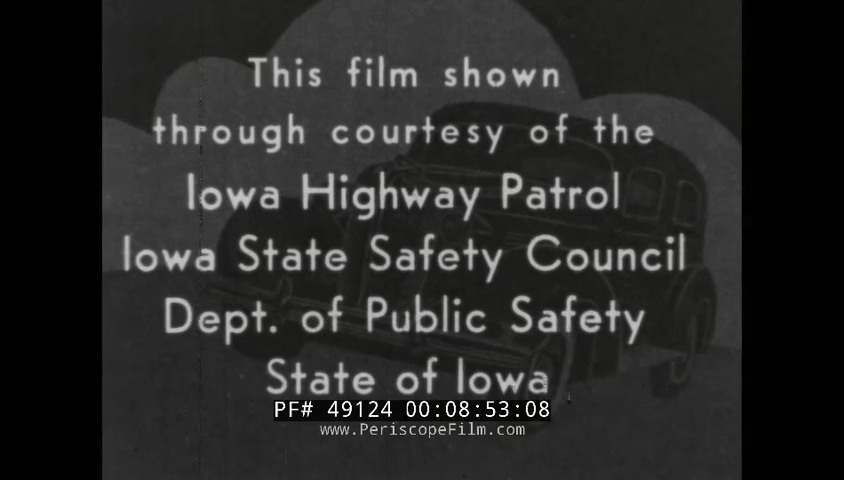 This film shown
through courtesy of the
Iowa Highway Patrol
Iowa State Safety Council
Dept. of Public Safety
State of Iowa
PF# 49124 00:08:53:08
www.PeriscopeFilm.com